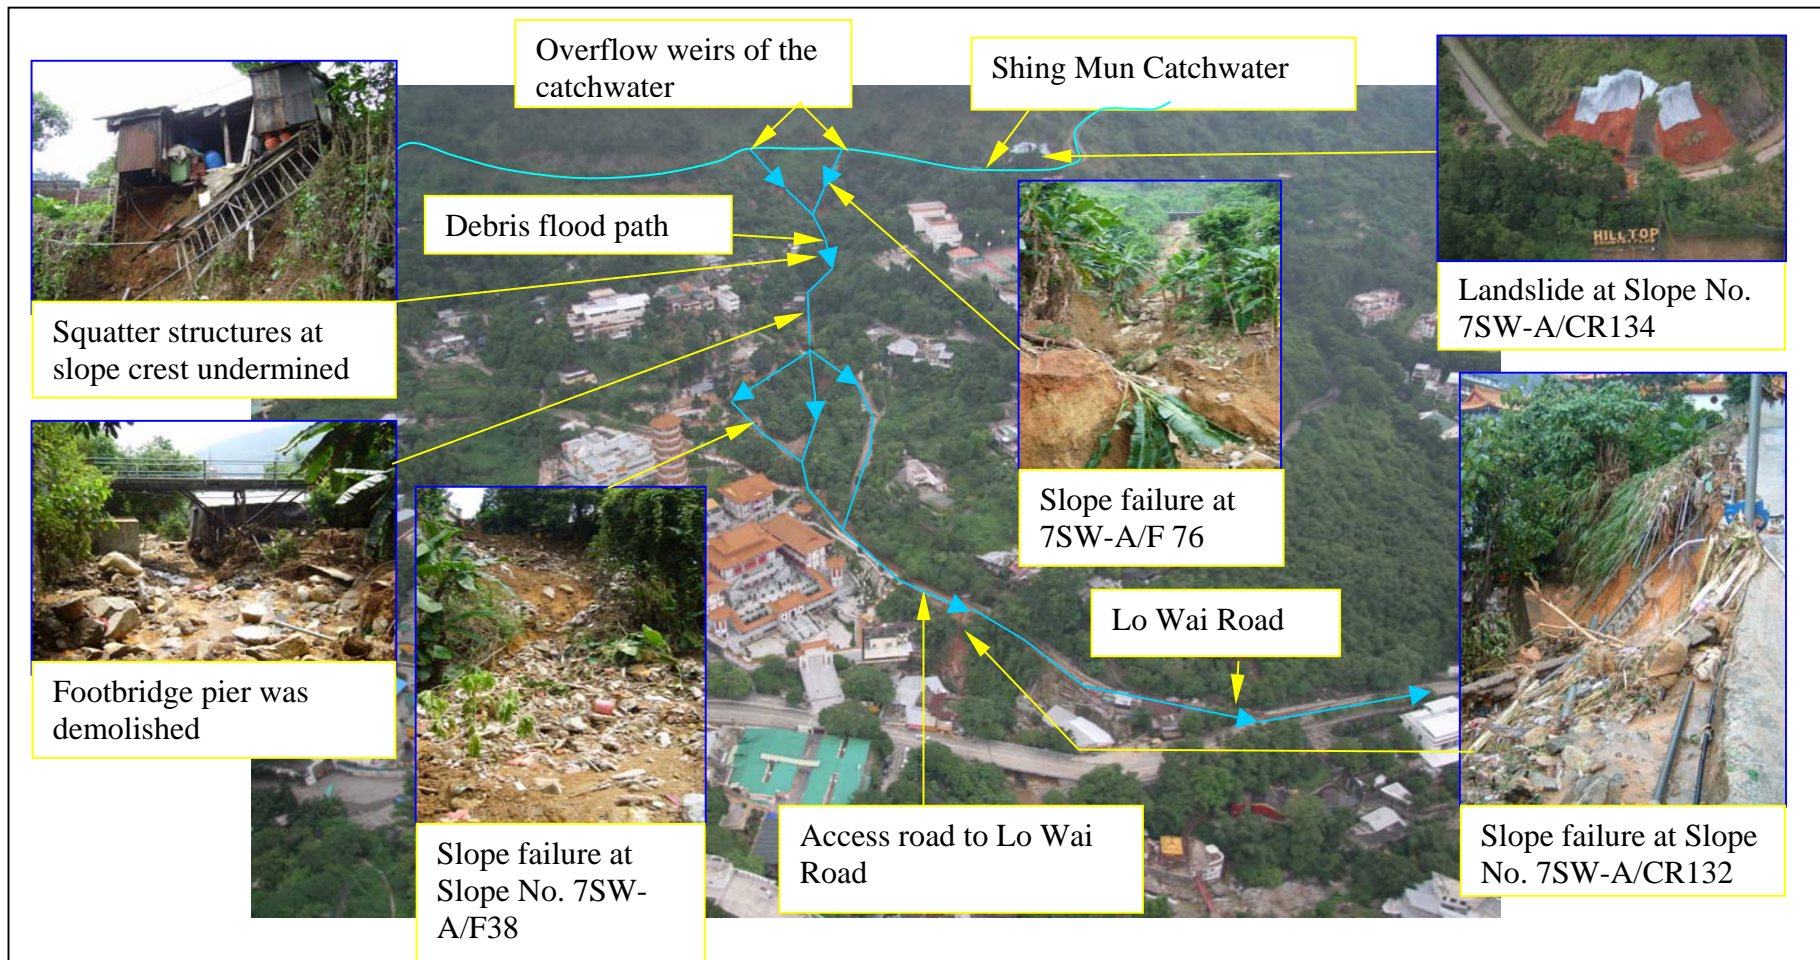 Overflow weirs of the
catchwater
Shing Mun Catchwater
Debris flood path
HILLTOP
COUNTRY CLUB
Landslide at Slope No.
7SW-A/CR134
Squatter structures at
slope crest undermined
Slope failure at
7SW-A/F 76
Lo Wai Road
Footbridge pier was
demolished
Access road to Lo Wai
Road
Slope failure at
Slope No. 7SW-
A/F38
Slope failure at Slope
No. 7SW-A/CR132